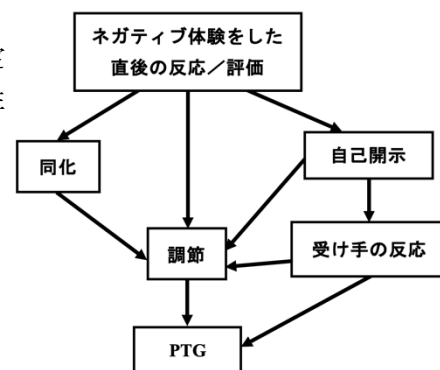 ネガティブ体験をした
直後の反応／評価
同化
自己開示
調節
受け手の反応
PTG